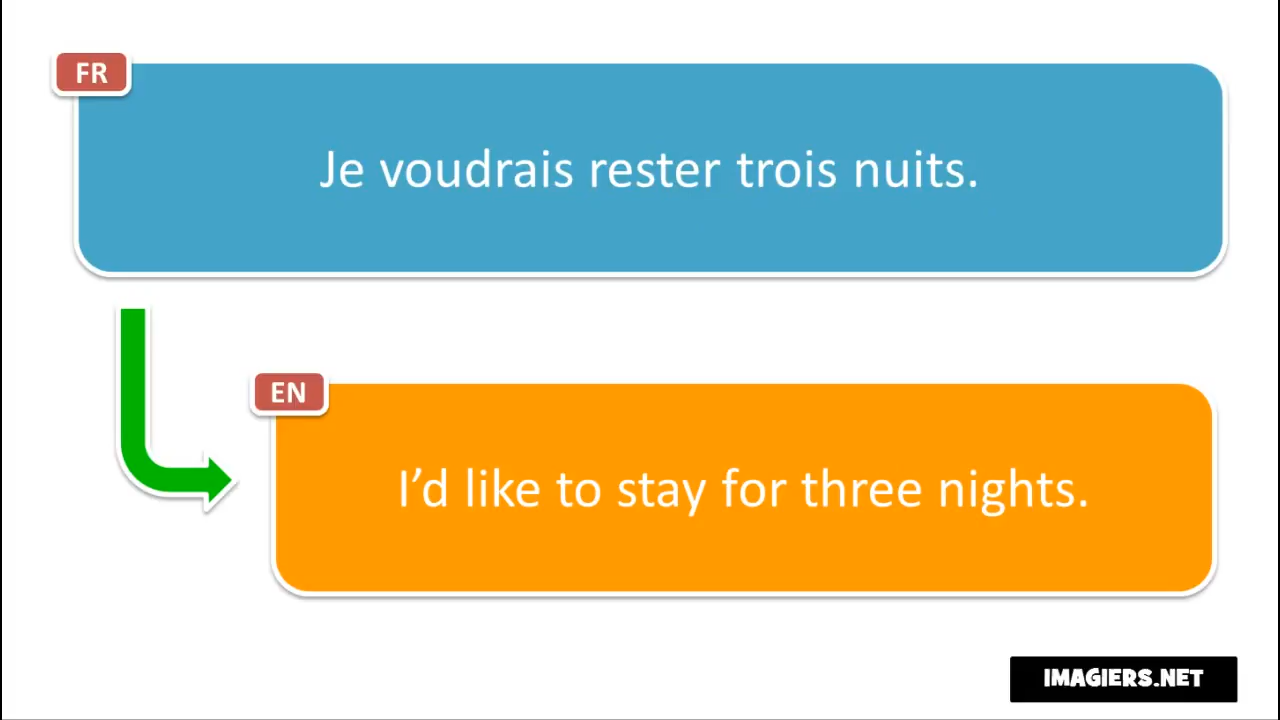 FR
Je voudrais rester trois nuits.
EN
I’d like to stay for three nights.
IMAGIERS.NET